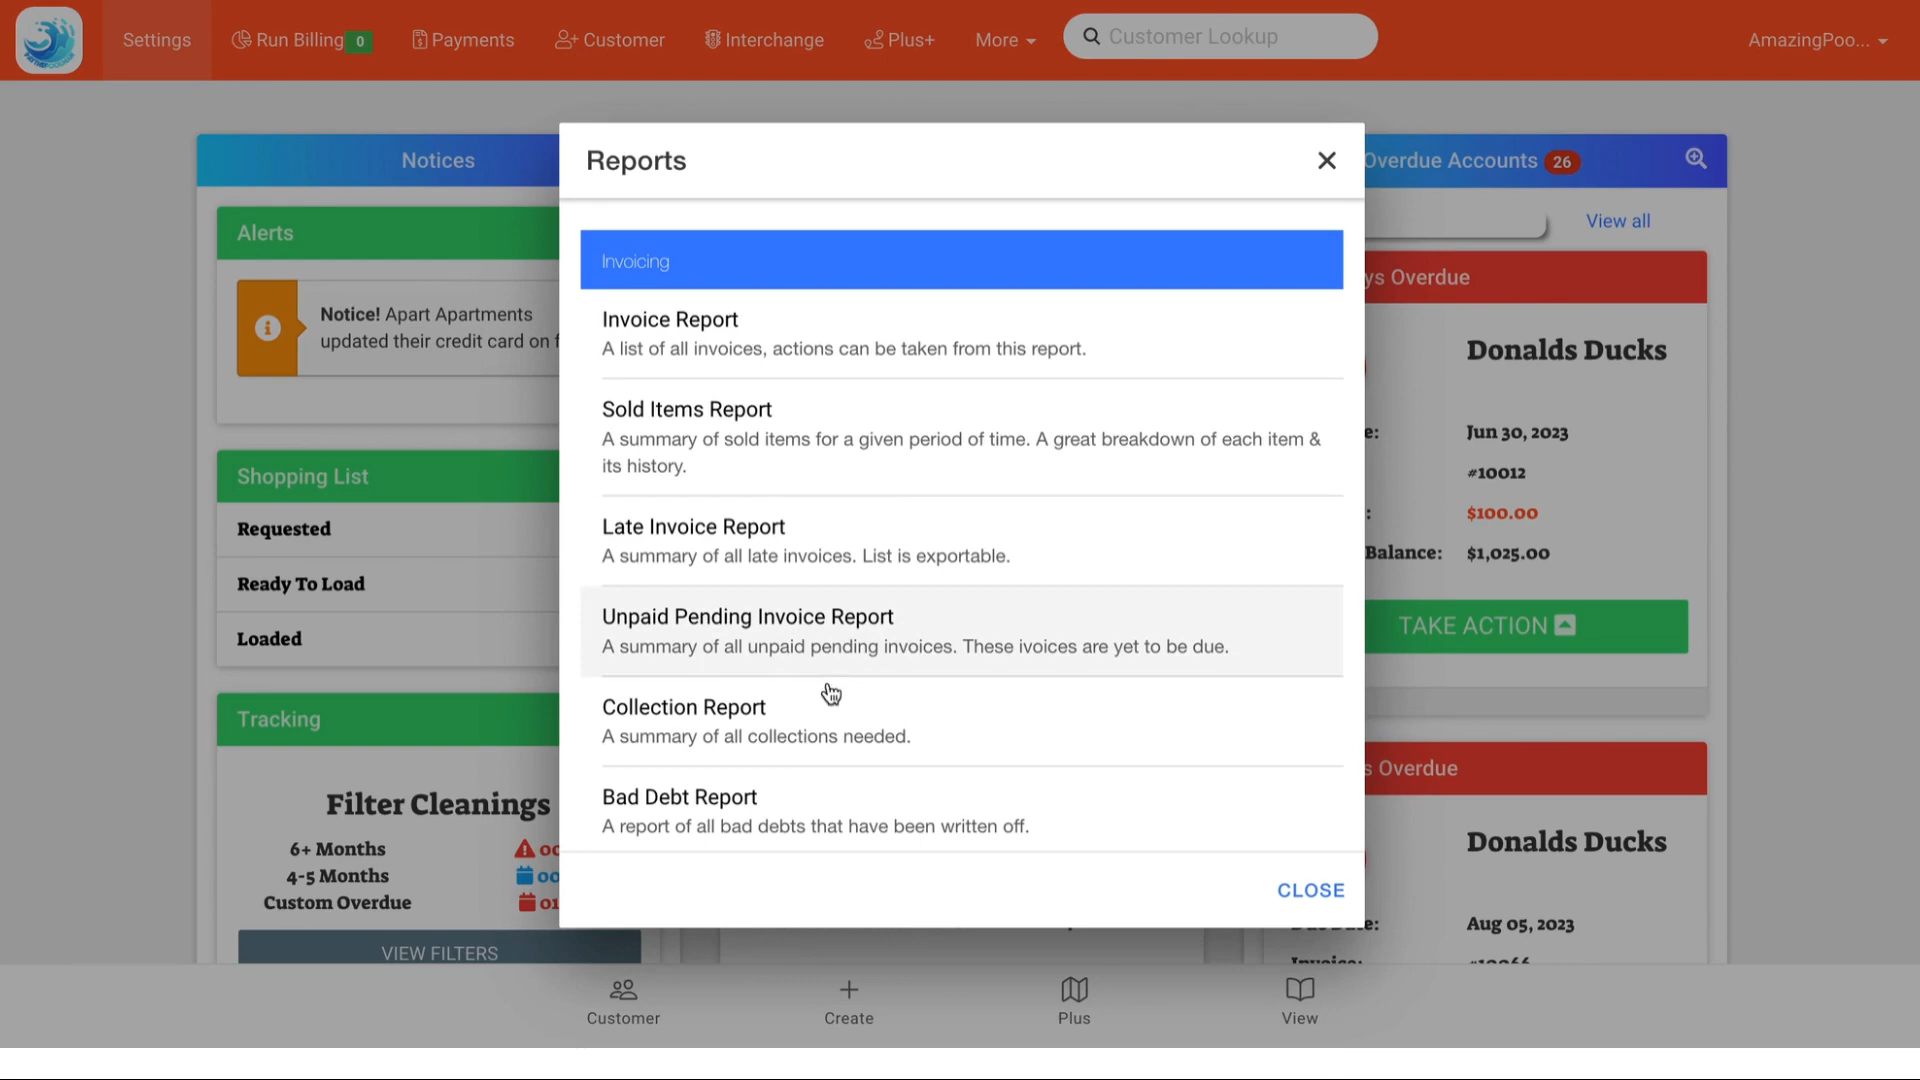 Settings
Run Billing 0
Payments
Customer
Interchange
Plus+
More
Customer Lookup
AmazingPoo...
Notices
Alerts
Notice! Apart Apartments
updated their credit card on f
Shopping List
Requested
Ready To Load
Loaded
Tracking
Filter Cleanings
6+ Months
4-5 Months
Custom Overdue
VIEW FILTERS
Reports
Invoicing
Invoice Report
A list of all invoices, actions can be taken from this report.
Sold Items Report
A summary of sold items for a given period of time. A great breakdown of each item &
its history.
Late Invoice Report
A summary of all late invoices. List is exportable.
Unpaid Pending Invoice Report
A summary of all unpaid pending invoices. These ivoices are yet to be due.
Collection Report
A summary of all collections needed.
Bad Debt Report
A report of all bad debts that have been written off.
CLOSE
Overdue Accounts 26
View all
ys Overdue
Donalds Ducks
e: Jun 30, 2023
#10012
: $100.00
Balance: $1,025.00
TAKE ACTION
s Overdue
Donalds Ducks
Aug 05, 2023
Customer
Create
Plus
View